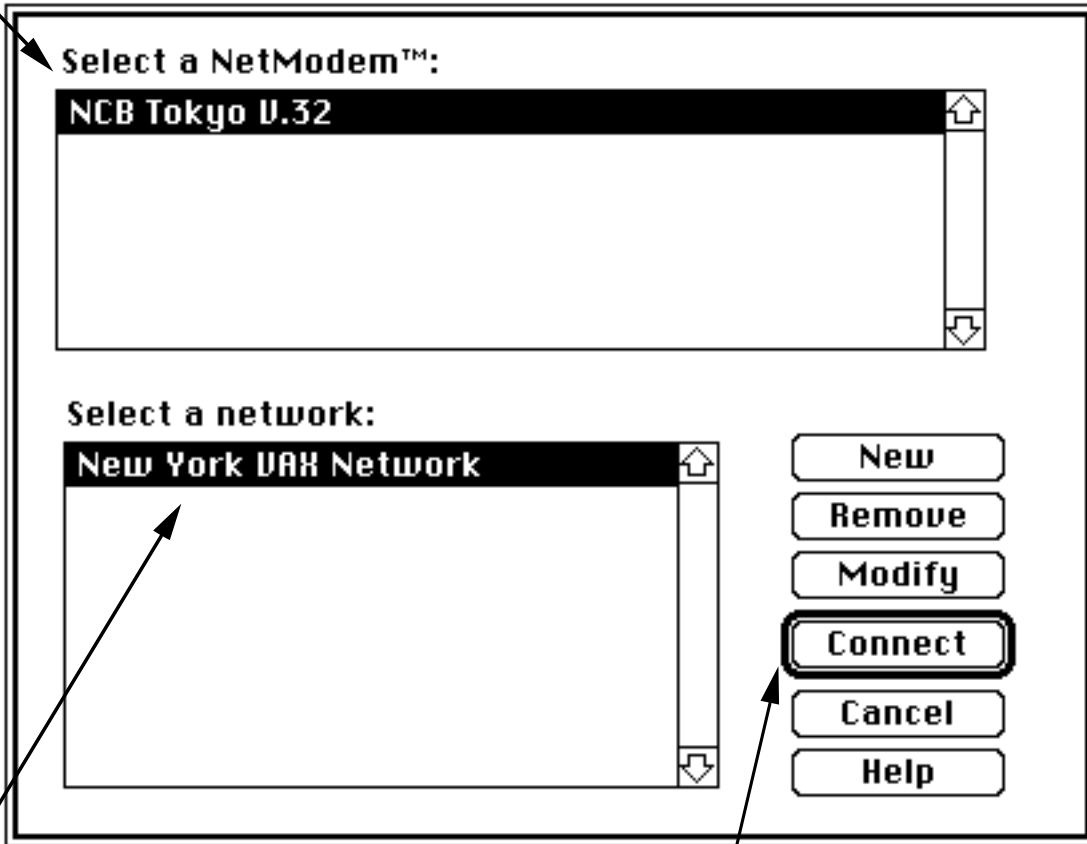 Select a NetModem™:
NCB Tokyo V.32
Select a network:
New York VAX Network
New
Remove
Modify
Connect
Cancel
Help